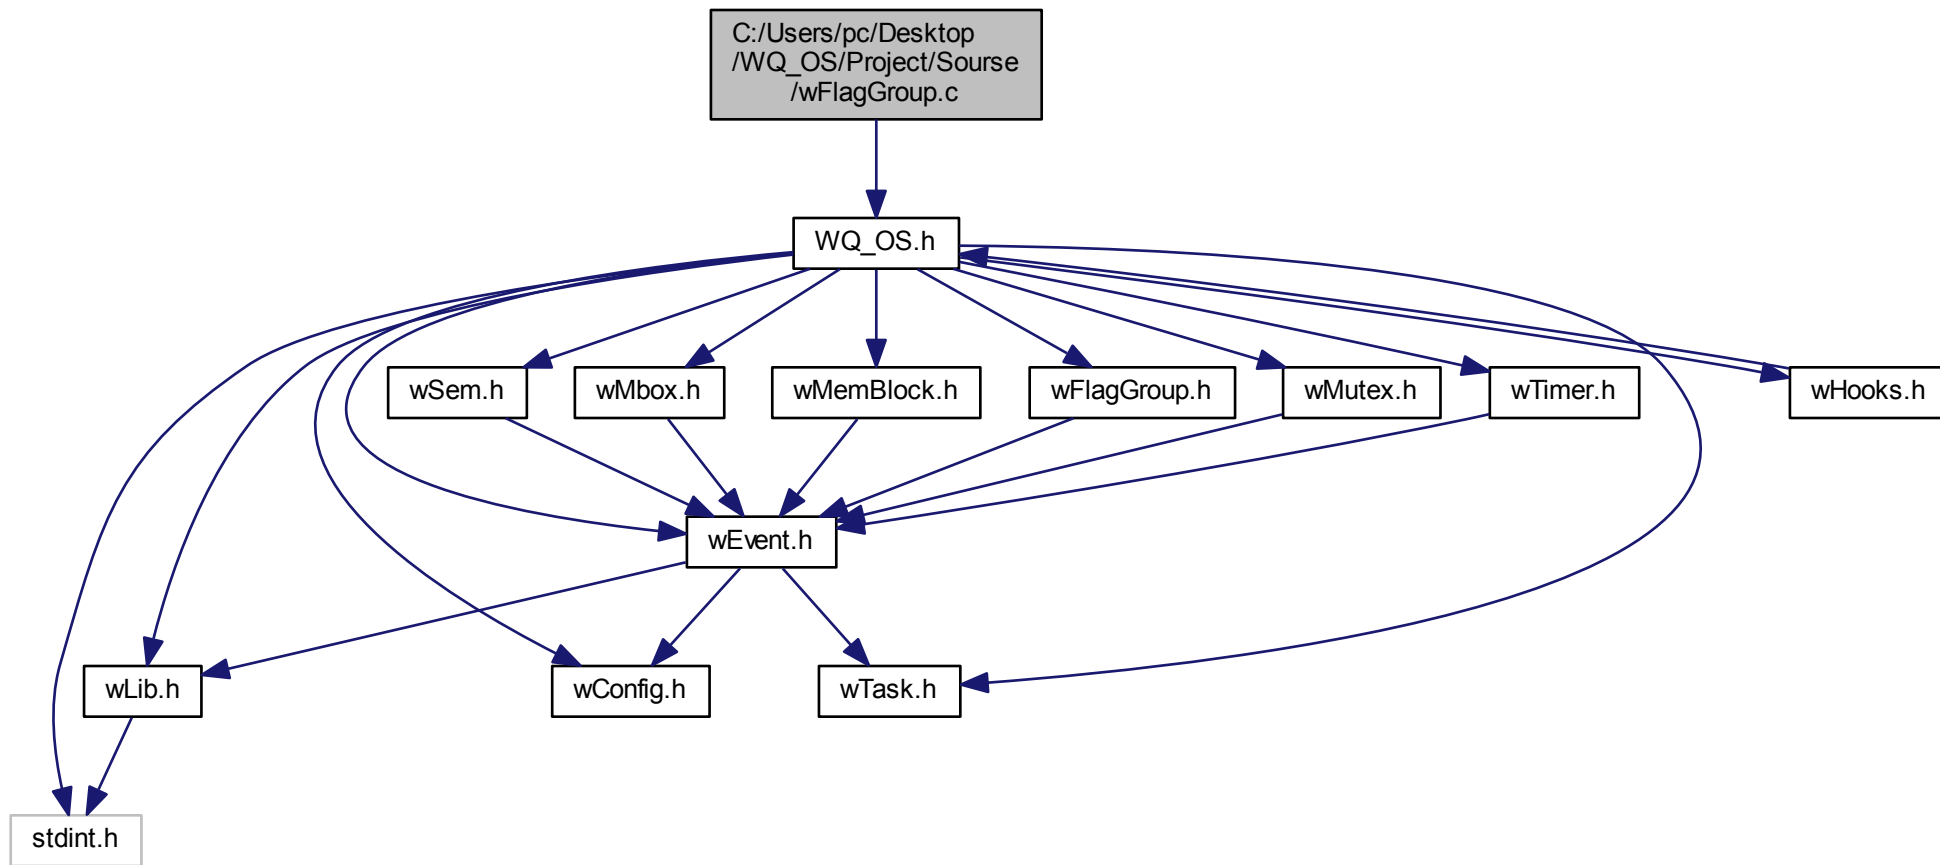 C:/Users/pc/Desktop
/WQ_OS/Project/Sourse
/wFlagGroup.c
WQ_OS.h
wSem.h
wMbox.h
wMemBlock.h
wFlagGroup.h
wMutex.h
wTimer.h
wHooks.h
wEvent.h
wLib.h
wConfig.h
wTask.h
stdint.h